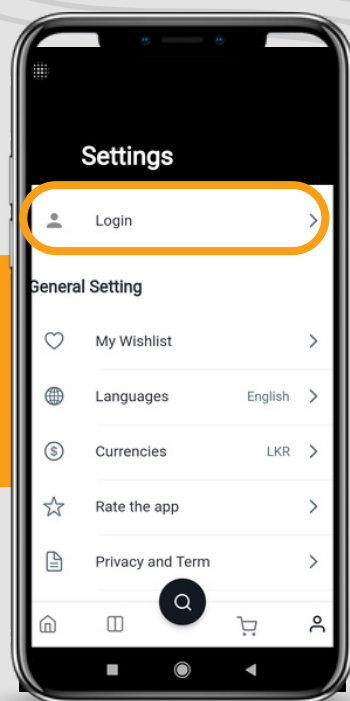 Settings
Login
General Setting
My Wishlist
Languages English
Currencies LKR
Rate the app
Privacy and Term